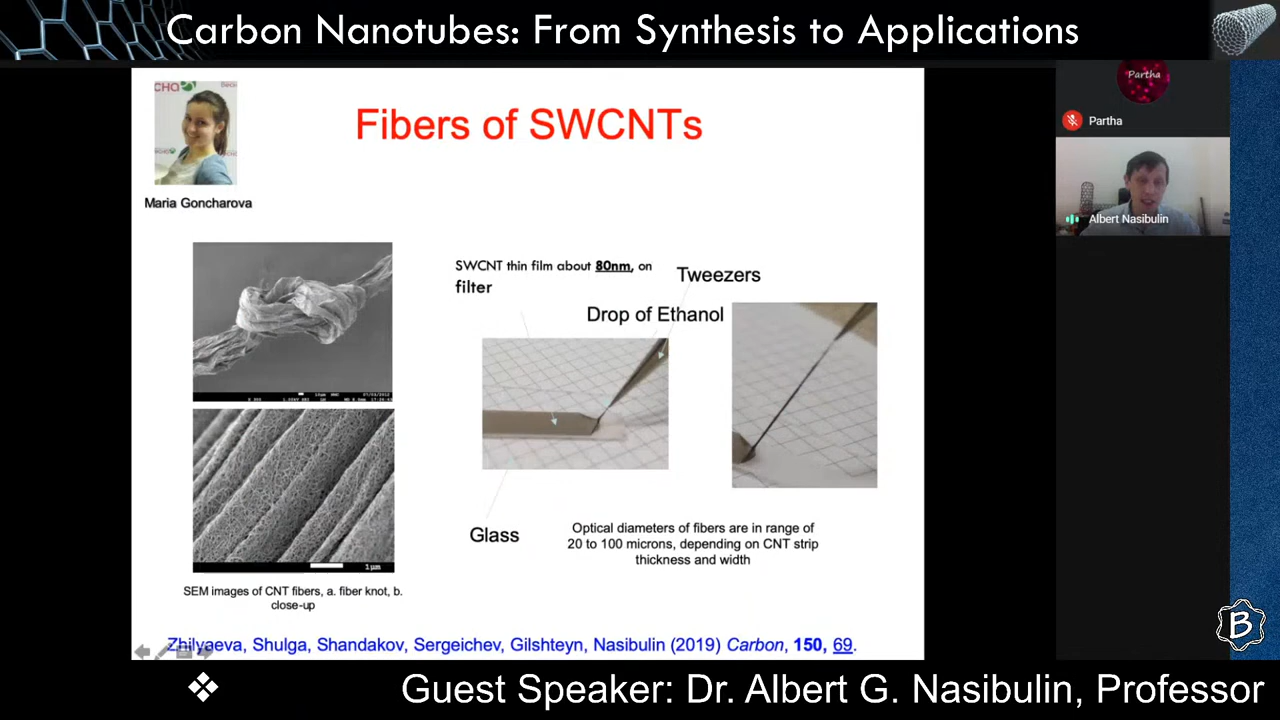 Carbon Nanotubes: From Synthesis to Applications
Fibers of SWCNTs
Maria Goncharova
SWCNT thin film about 80nm, on
filter
Tweezers
Drop of Ethanol
Glass
Optical diameters of fibers are in range of
20 to 100 microns, depending on CNT strip
thickness and width
1µm
SEM images of CNT fibers, a. fiber knot, b.
close-up
Zhilyaeva, Shulga, Shandakov, Sergeichev, Gilshteyn, Nasibulin (2019) Carbon, 150, 69.
Partha
Partha
Albert Nasibulin
B
❖ Guest Speaker: Dr. Albert G. Nasibulin, Professor